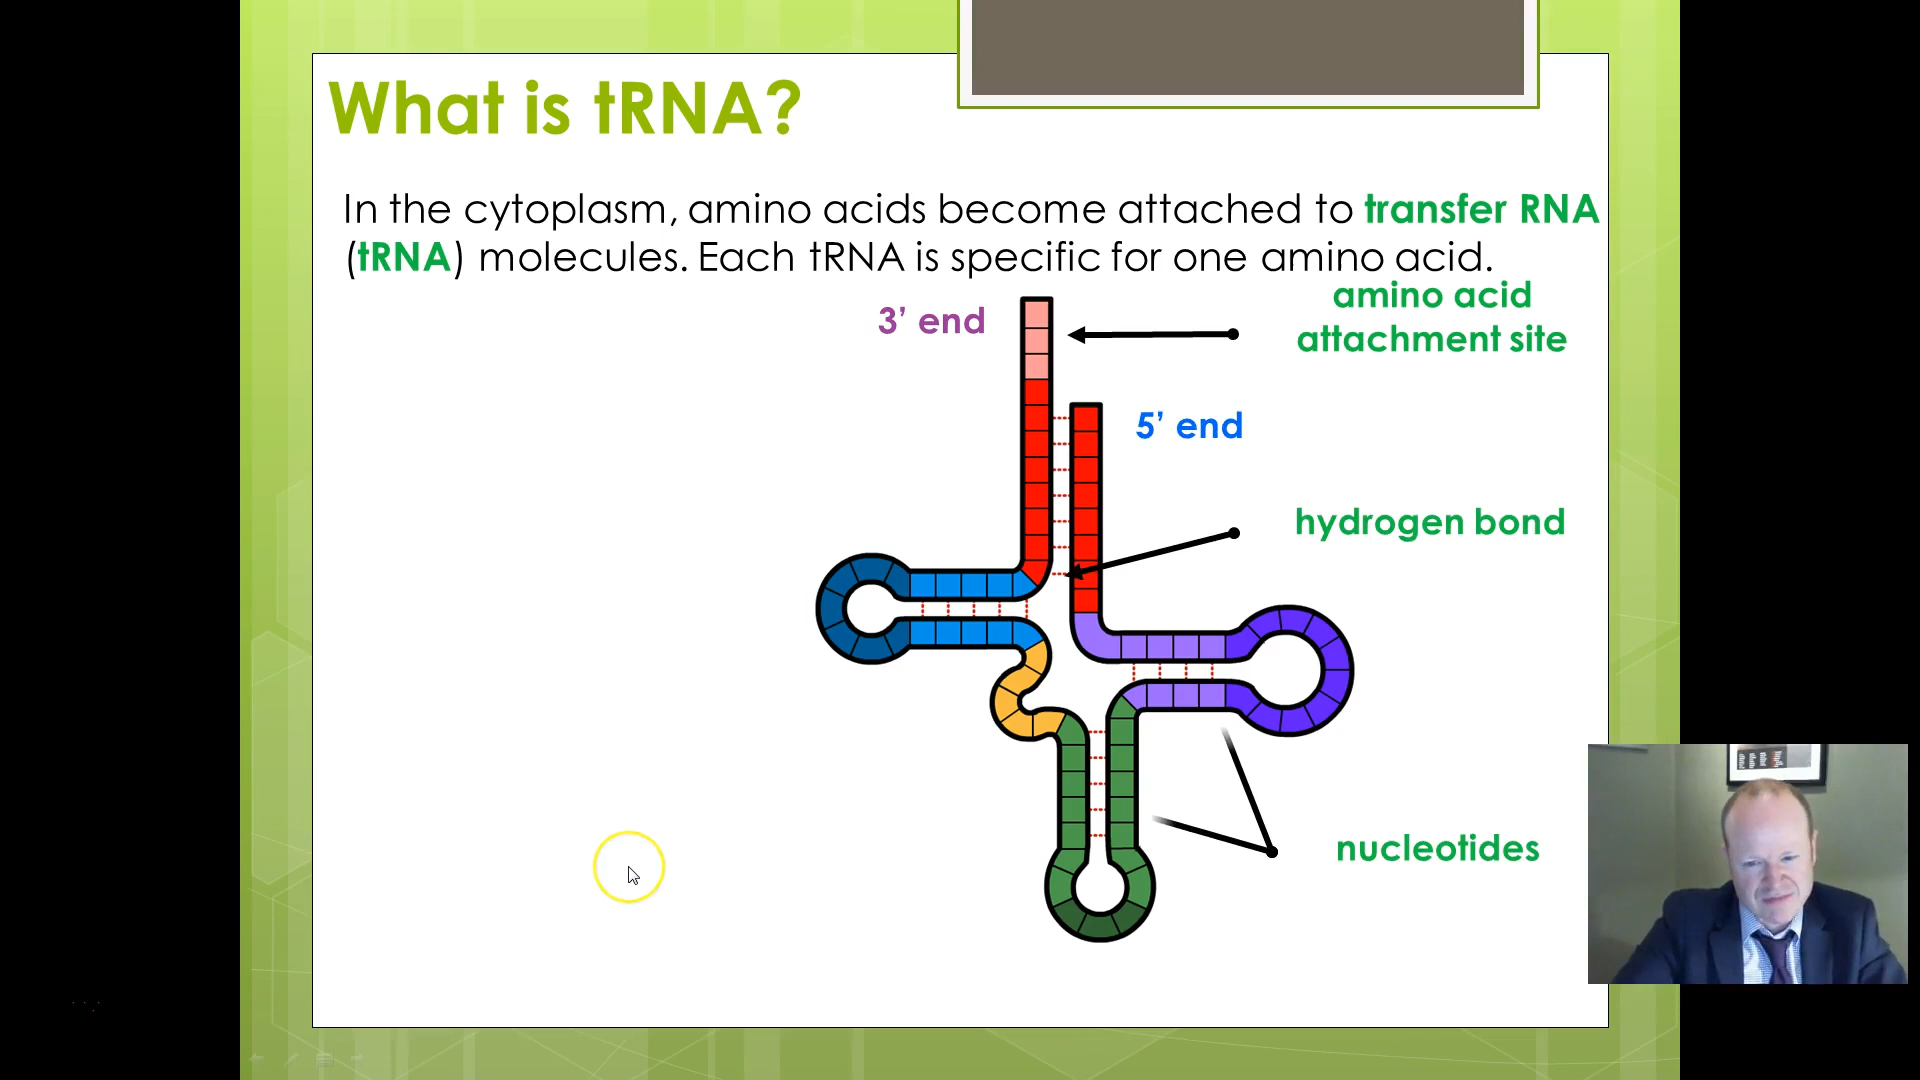 What is tRNA?
In the cytoplasm, amino acids become attached to transfer RNA
(tRNA) molecules. Each tRNA is specific for one amino acid.
amino acid
attachment site
3’ end
5’ end
hydrogen bond
nucleotides